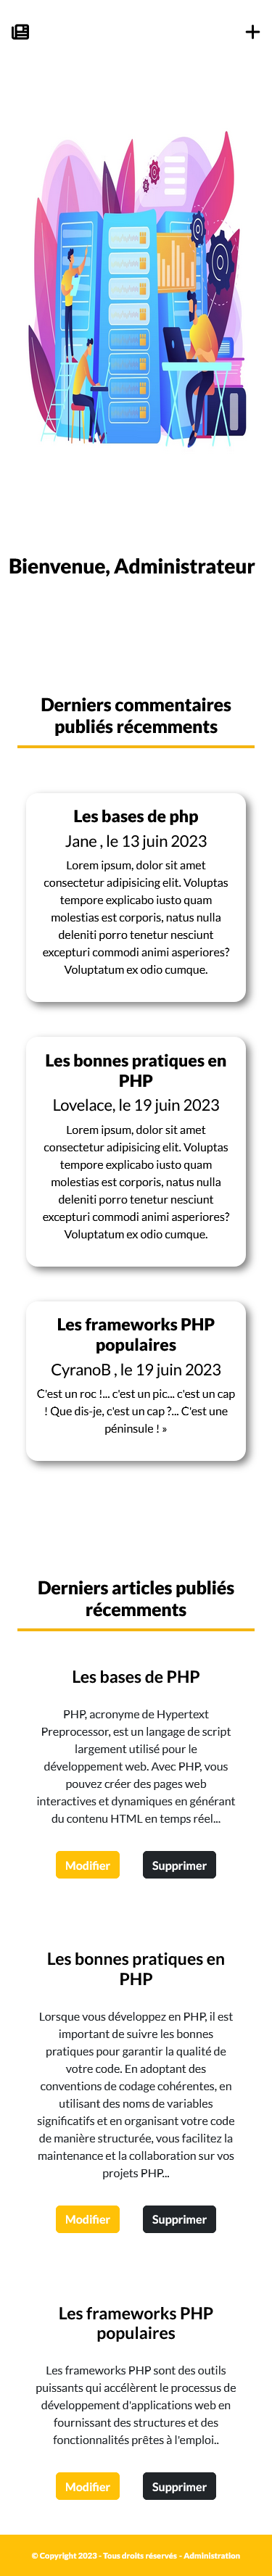 Bienvenue, Administrateur
Derniers commentaires
publiés récemments
Les bases de php
Jane , le 13 juin 2023
Lorem ipsum, dolor sit amet
consectetur adipisicing elit. Voluptas
tempore explicabo iusto quam
molestias est corporis, natus nulla
deleniti porro tenetur nesciunt
excepturi commodi animi asperiores?
Voluptatum ex odio cumque.
Les bonnes pratiques en
PHP
Lovelace, le 19 juin 2023
Lorem ipsum, dolor sit amet
consectetur adipisicing elit. Voluptas
tempore explicabo iusto quam
molestias est corporis, natus nulla
deleniti porro tenetur nesciunt
excepturi commodi animi asperiores?
Voluptatum ex odio cumque.
Les frameworks PHP
populaires
CyranoB , le 19 juin 2023
C'est un roc !... c'est un pic... c'est un cap
! Que dis-je, c'est un cap ?... C'est une
péninsule ! »
Derniers articles publiés
récemments
Les bases de PHP
PHP, acronyme de Hypertext
Preprocessor, est un langage de script
largement utilisé pour le
développement web. Avec PHP, vous
pouvez créer des pages web
interactives et dynamiques en générant
du contenu HTML en temps réel...
Modifier Supprimer
Les bonnes pratiques en
PHP
Lorsque vous développez en PHP, il est
important de suivre les bonnes
pratiques pour garantir la qualité de
votre code. En adoptant des
conventions de codage cohérentes, en
utilisant des noms de variables
significatifs et en organisant votre code
de manière structurée, vous facilitez la
maintenance et la collaboration sur vos
projets PHP...
Modifier Supprimer
Les frameworks PHP
populaires
Les frameworks PHP sont des outils
puissants qui accélèrent le processus de
développement d'applications web en
fournissant des structures et des
fonctionnalités prêtes à l'emploi..
Modifier Supprimer
© Copyright 2023 - Tous droits réservés - Administration